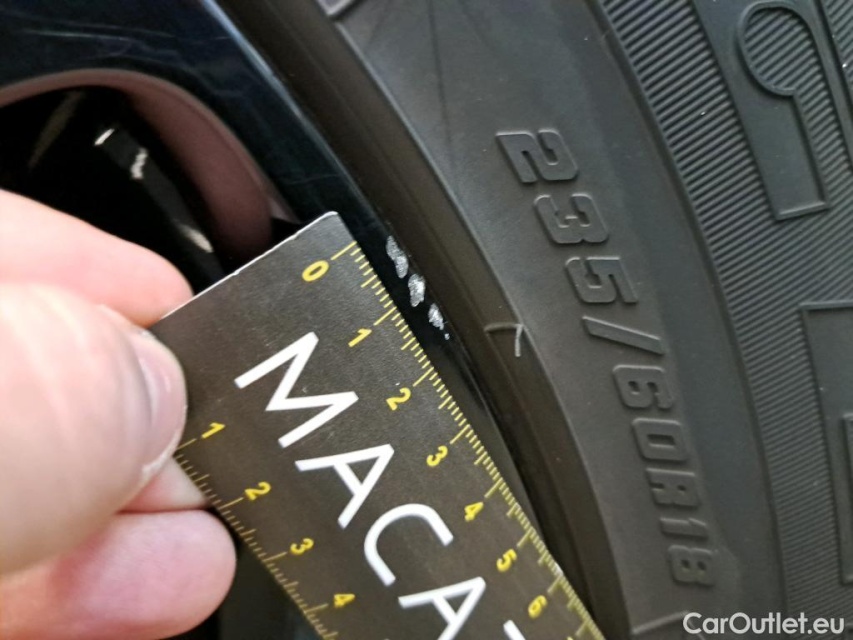 235/60R18
0 1 2 3 4 5 6
MACA
1 2 3 4
CarOutlet.eu